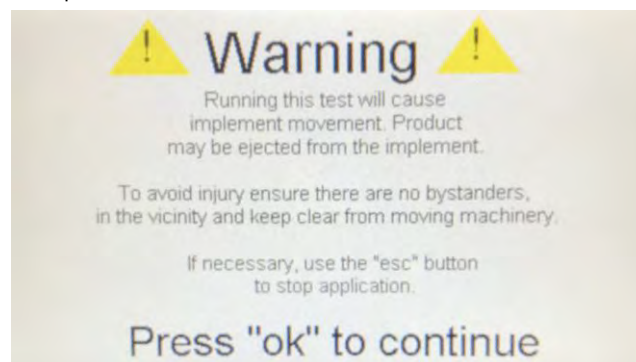 ! Warning !
Running this test will cause
implement movement. Product
may be ejected from the implement.
To avoid injury ensure there are no bystanders,
in the vicinity and keep clear from moving machinery.
If necessary, use the "esc" button
to stop application.
Press "ok" to continue